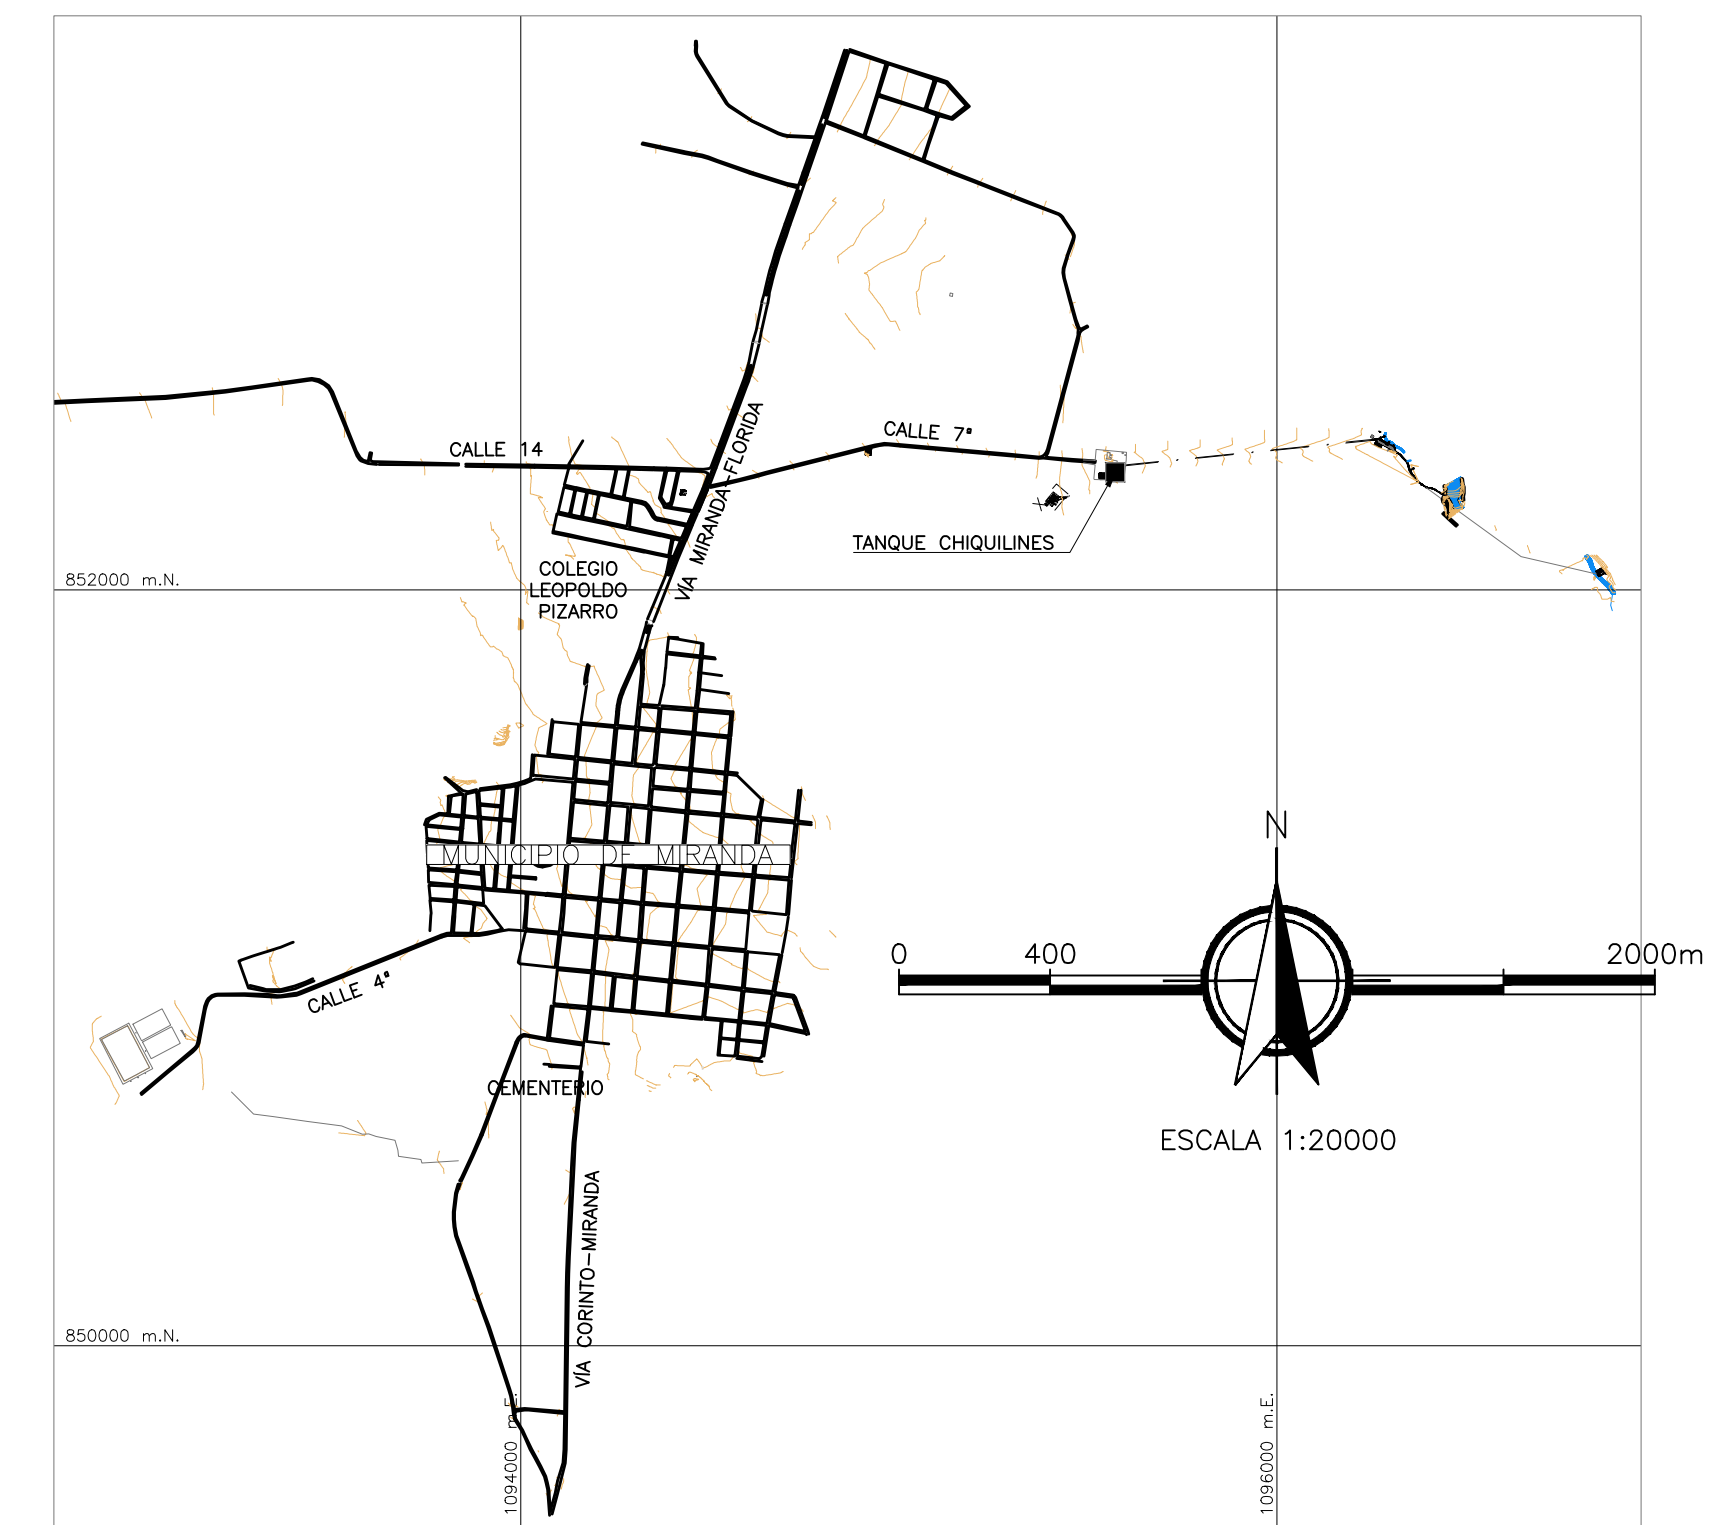 CALLE 14
VÍA MIRANDA-FLORIDA
CALLE 7ª
TANQUE CHIQUILINES
COLEGIO
LEOPOLDO
PIZARRO
852000 m.N.
MUNICIPIO DE MIRANDA
N
0 400 2000m
CALLE 4ª
CEMENTERIO
ESCALA 1:20000
VÍA CORINTO-MIRANDA
850000 m.N.
1094000 m.E.
1096000 m.E.